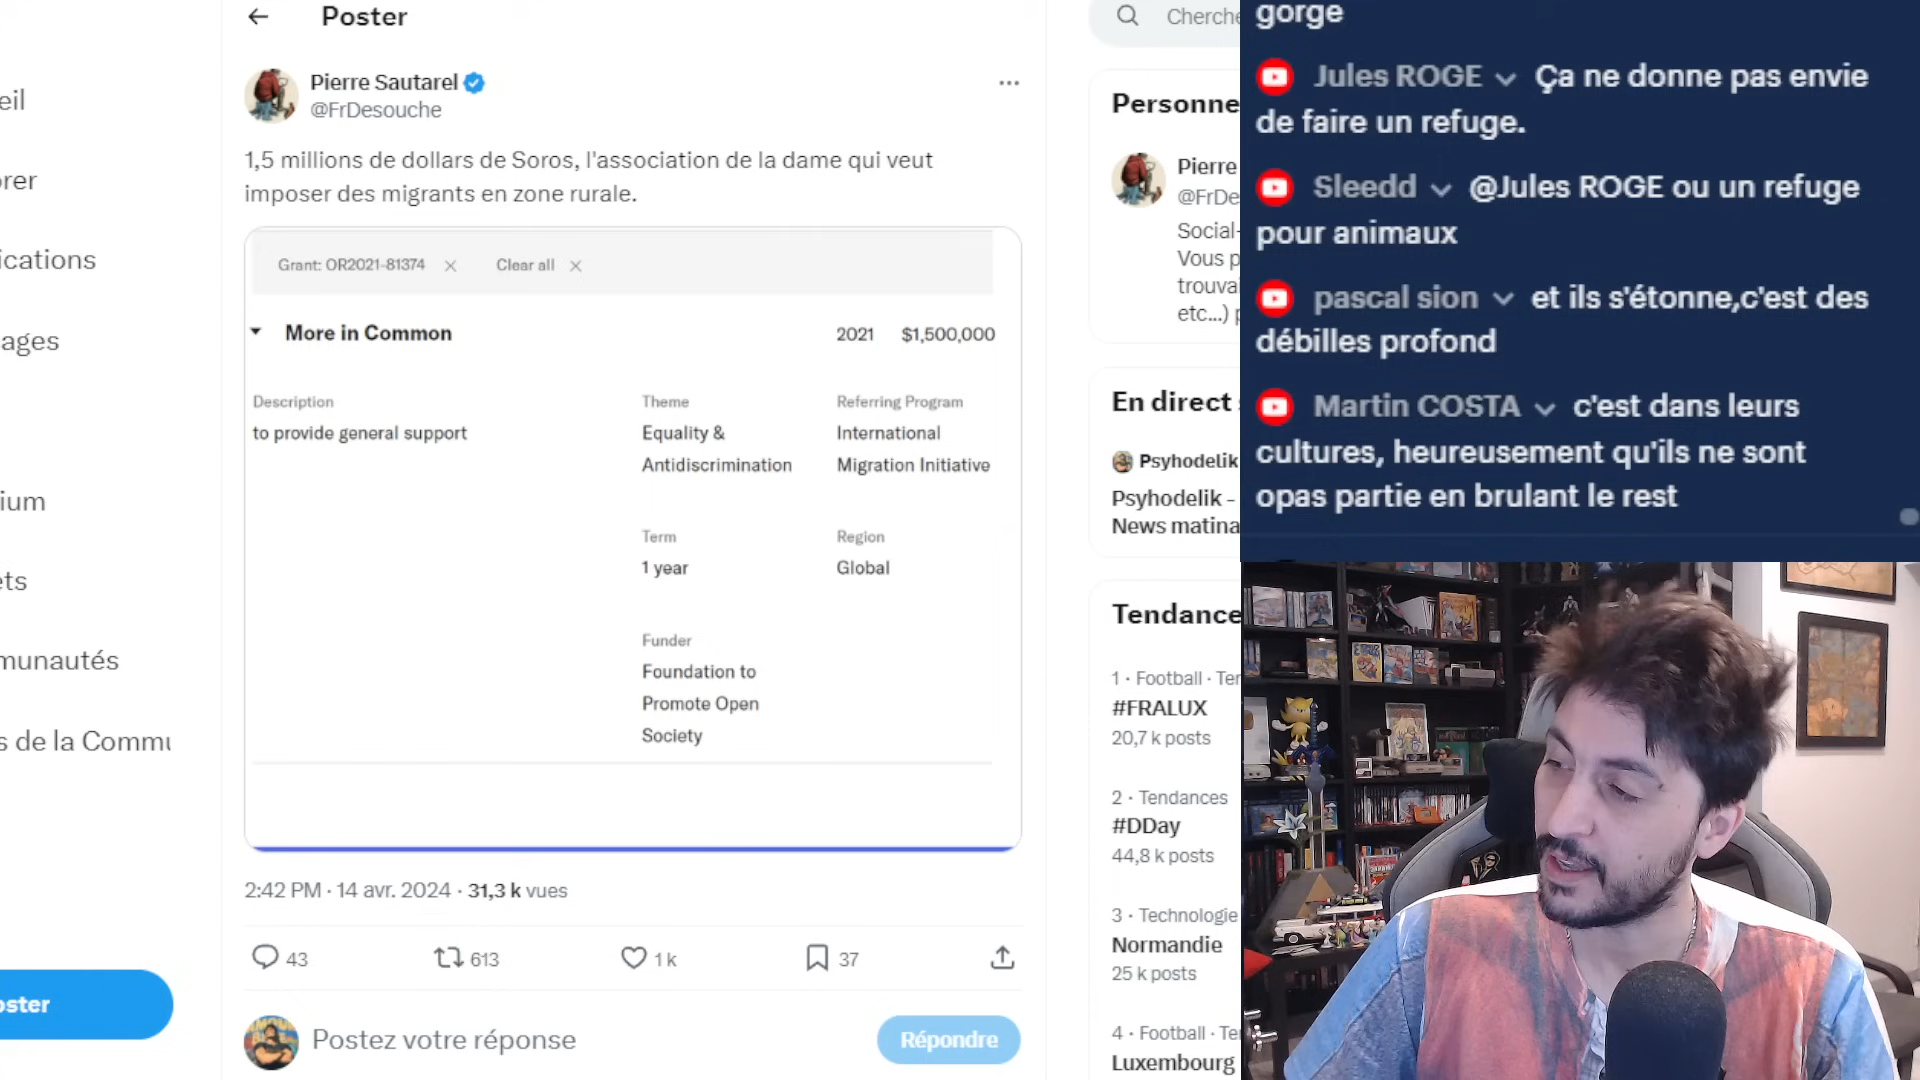 eil
orer
ications
ages
ium
ets
munautés
s de la Commu
oster
Poster
Pierre Sautarel
@FrDesouche
1,5 millions de dollars de Soros, l'association de la dame qui veut
imposer des migrants en zone rurale.
Grant: OR2021-81374
Clear all
More in Common
2021
$1,500,000
Description
to provide general support
Theme
Equality &
Antidiscrimination
Referring Program
International
Migration Initiative
Term
1 year
Region
Global
Funder
Foundation to
Promote Open
Society
2:42 PM · 14 avr. 2024 · 31,3 k vues
43
613
1 k
37
Postez votre réponse
Répondre
Cherche
Personne
Pierre
@FrDe
Social-
Vous p
trouvai
etc...) p
En direct
Psyhodelik
Psyhodelik -
News matina
Tendance
1 · Football · Ter
#FRALUX
20,7 k posts
2 · Tendances
#DDay
44,8 k posts
3 · Technologie
Normandie
25 k posts
4 · Football · Ter
Luxembourg
gorge
Jules ROGE Ça ne donne pas envie
de faire un refuge.
Sleedd @Jules ROGE ou un refuge
pour animaux
pascal sion et ils s'étonne,c'est des
débilles profond
Martin COSTA c'est dans leurs
cultures, heureusement qu'ils ne sont
opas partie en brulant le rest